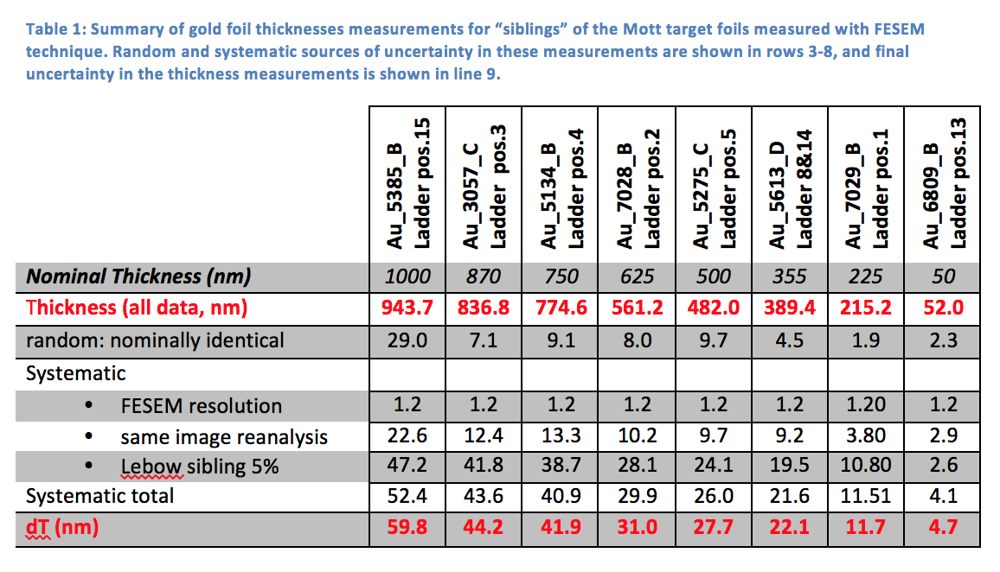 Table 1: Summary of gold foil thicknesses measurements for “siblings” of the Mott target foils measured with FESEM
technique. Random and systematic sources of uncertainty in these measurements are shown in rows 3-8, and final
uncertainty in the thickness measurements is shown in line 9.
Au_5385_B
Ladder pos.15
Au_3057_C
Ladder pos.3
Au_5134_B
Ladder pos.4
Au_7028_B
Ladder pos.2
Au_5275_C
Ladder pos.5
Au_5613_D
Ladder 8&14
Au_7029_B
Ladder pos.1
Au_6809_B
Ladder pos.13
Nominal Thickness (nm) 1000 870 750 625 500 355 225 50
Thickness (all data, nm) 943.7 836.8 774.6 561.2 482.0 389.4 215.2 52.0
random: nominally identical 29.0 7.1 9.1 8.0 9.7 4.5 1.9 2.3
Systematic
• FESEM resolution 1.2 1.2 1.2 1.2 1.2 1.2 1.20 1.2
• same image reanalysis 22.6 12.4 13.3 10.2 9.7 9.2 3.80 2.9
• Lebow sibling 5% 47.2 41.8 38.7 28.1 24.1 19.5 10.80 2.6
Systematic total 52.4 43.6 40.9 29.9 26.0 21.6 11.51 4.1
dT (nm) 59.8 44.2 41.9 31.0 27.7 22.1 11.7 4.7